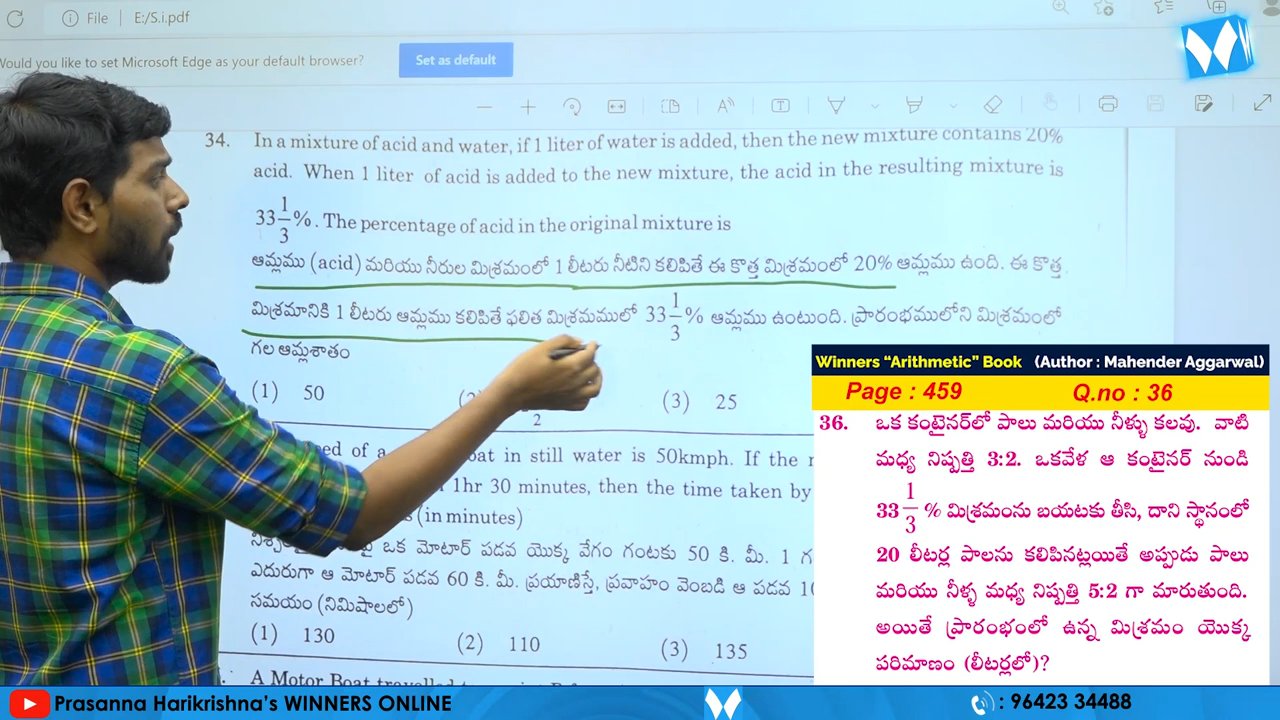 File E:/S.i.pdf
Would you like to set Microsoft Edge as your default browser? Set as default
34. In a mixture of acid and water, if 1 liter of water is added, then the new mixture contains 20%
acid. When 1 liter of acid is added to the new mixture, the acid in the resulting mixture is
33 1/3 %. The percentage of acid in the original mixture is
ఆమ్లము (acid) మరియు నీరుల మిశ్రమంలో 1 లీటరు నీటిని కలిపితే ఈ కొత్త మిశ్రమంలో 20% ఆమ్లము ఉంది. ఈ కొత్త
మిశ్రమానికి 1 లీటరు ఆమ్లము కలిపితే ఫలిత మిశ్రమములో 33 1/3 % ఆమ్లము ఉంటుంది. ప్రారంభములోని మిశ్రమంలో
గల ఆమ్లశాతం
(1) 50 2 (3) 25
in still water is 50kmph. If the
1hr 30 minutes, then the time taken by
(in minutes)
ఒక మోటార్ పడవ యొక్క వేగం గంటకు 50 కి. మీ. 1
ఎదురుగా ఆ మోటార్ పడవ 60 కి. మీ. ప్రయాణిస్తే, ప్రవాహం వెంబడి ఆ పడవ
సమయం (నిమిషాలలో)
(1) 130 (2) 110 (3) 135
A Motor Boat travelled
Winners “Arithmetic” Book (Author : Mahender Aggarwal)
Page : 459 Q.no : 36
36. ఒక కంటైనర్‌లో పాలు మరియు నీళ్ళు కలవు. వాటి
మధ్య నిష్పత్తి 3:2. ఒకవేళ ఆ కంటైనర్ నుండి
33 1/3 % మిశ్రమంను బయటకు తీసి, దాని స్థానంలో
20 లీటర్ల పాలను కలిపినట్లయితే అప్పుడు పాలు
మరియు నీళ్ళ మధ్య నిష్పత్తి 5:2 గా మారుతుంది.
అయితే ప్రారంభంలో ఉన్న మిశ్రమం యొక్క
పరిమాణం (లీటర్లలో)?
Prasanna Harikrishna's WINNERS ONLINE : 96423 34488